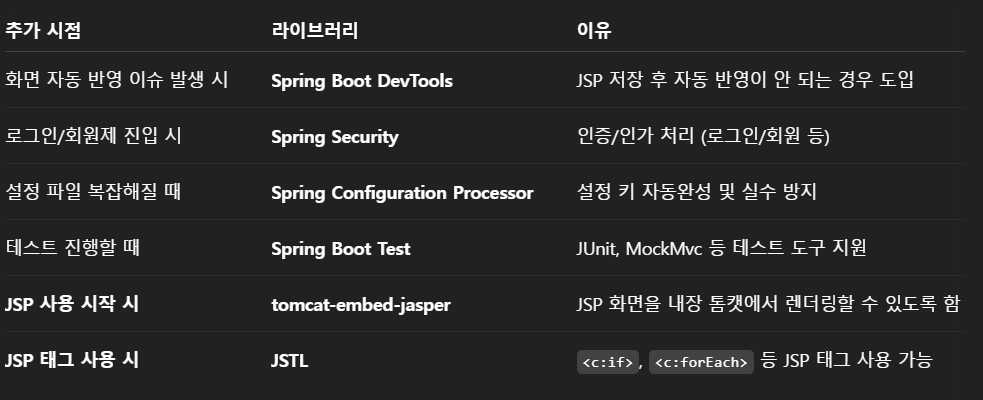 추가 시점 라이브러리 이유
화면 자동 반영 이슈 발생 시 Spring Boot DevTools JSP 저장 후 자동 반영이 안 되는 경우 도입
로그인/회원제 진입 시 Spring Security 인증/인가 처리 (로그인/회원 등)
설정 파일 복잡해질 때 Spring Configuration Processor 설정 키 자동완성 및 실수 방지
테스트 진행할 때 Spring Boot Test JUnit, MockMvc 등 테스트 도구 지원
JSP 사용 시작 시 tomcat-embed-jasper JSP 화면을 내장 톰캣에서 렌더링할 수 있도록 함
JSP 태그 사용 시 JSTL <c:if>, <c:forEach> 등 JSP 태그 사용 가능